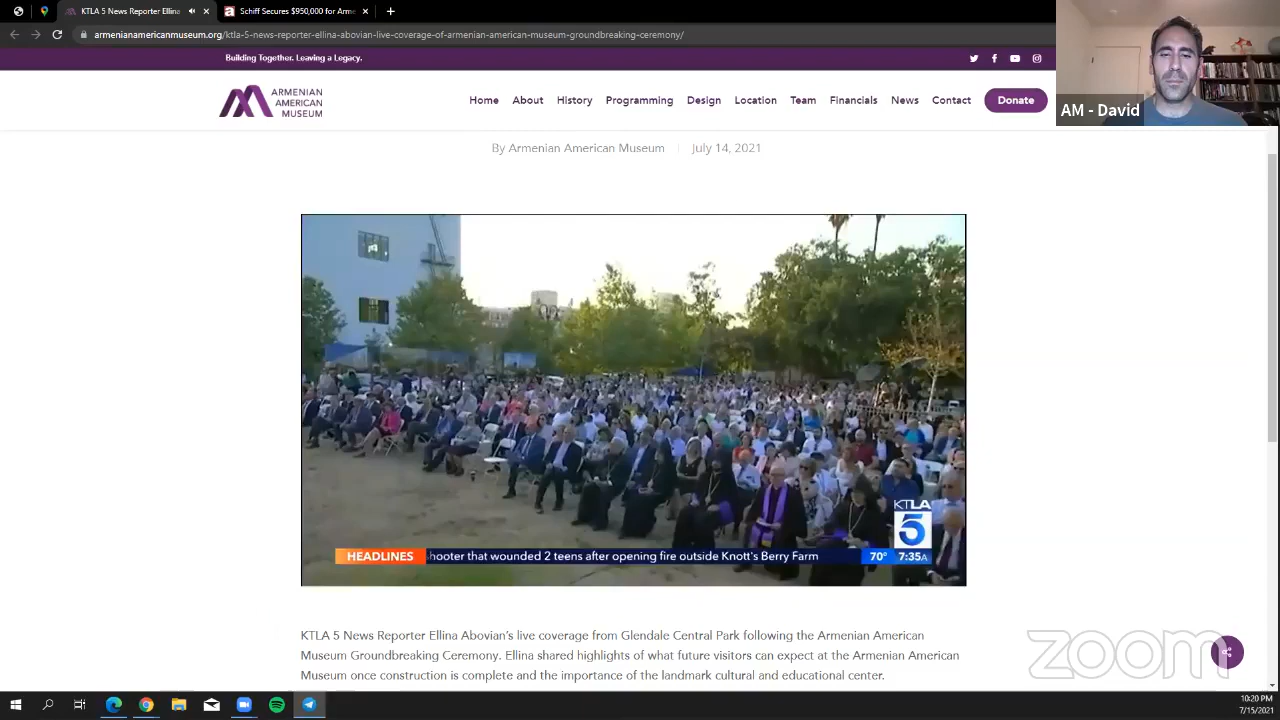 KTLA 5 News Reporter Ellina
Schiff Secures $950,000 for Arme
armenianamericanmuseum.org/ktla-5-news-reporter-ellina-abovian-live-coverage-of-armenian-american-museum-groundbreaking-ceremony/
Building Together. Leaving a Legacy.
ARMENIAN
AMERICAN
MUSEUM
Home About History Programming Design Location Team Financials News Contact Donate
AM - David
By Armenian American Museum July 14, 2021
KTLA
5
HEADLINES hooter that wounded 2 teens after opening fire outside Knott's Berry Farm 70° 7:35A
KTLA 5 News Reporter Ellina Abovian's live coverage from Glendale Central Park following the Armenian American
Museum Groundbreaking Ceremony. Ellina shared highlights of what future visitors can expect at the Armenian American
Museum once construction is complete and the importance of the landmark cultural and educational center.
zoom
10:20 PM
7/15/2021